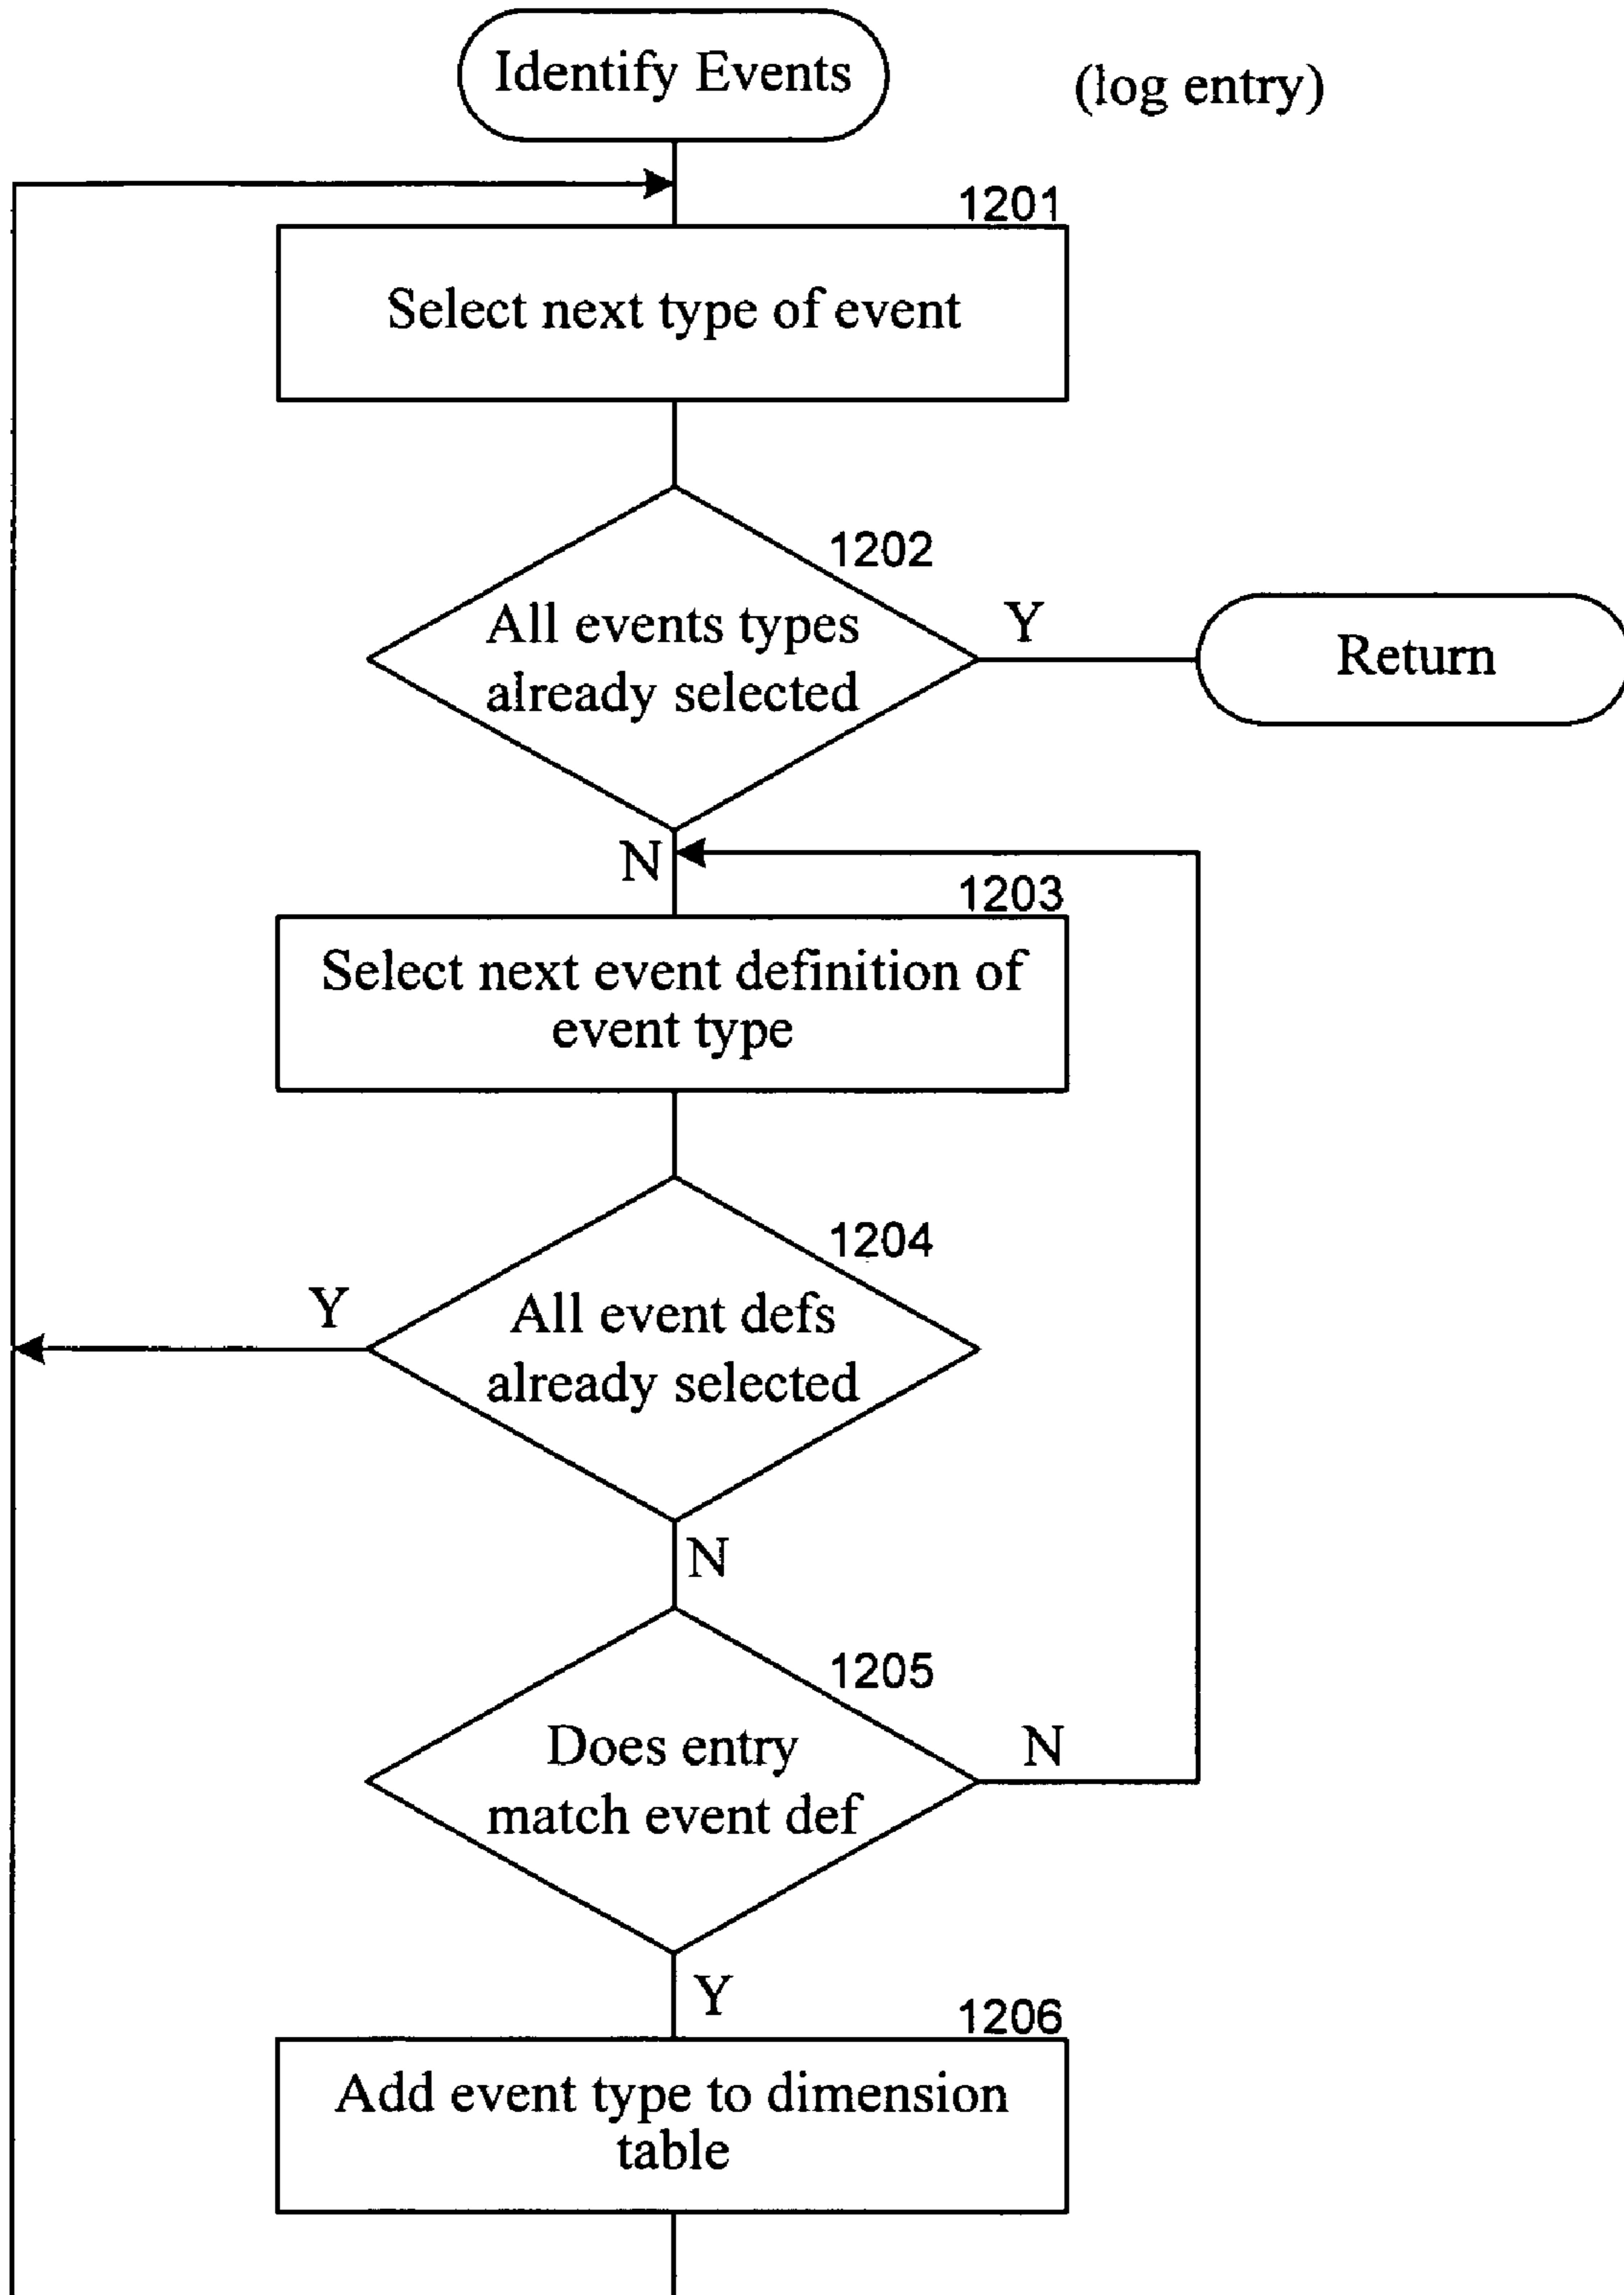 Identify Events
(log entry)
1201
Select next type of event
1202
All events types
already selected
Y
Return
N
1203
Select next event definition of
event type
1204
Y
All event defs
already selected
N
1205
Does entry
match event def
N
Y
1206
Add event type to dimension
table